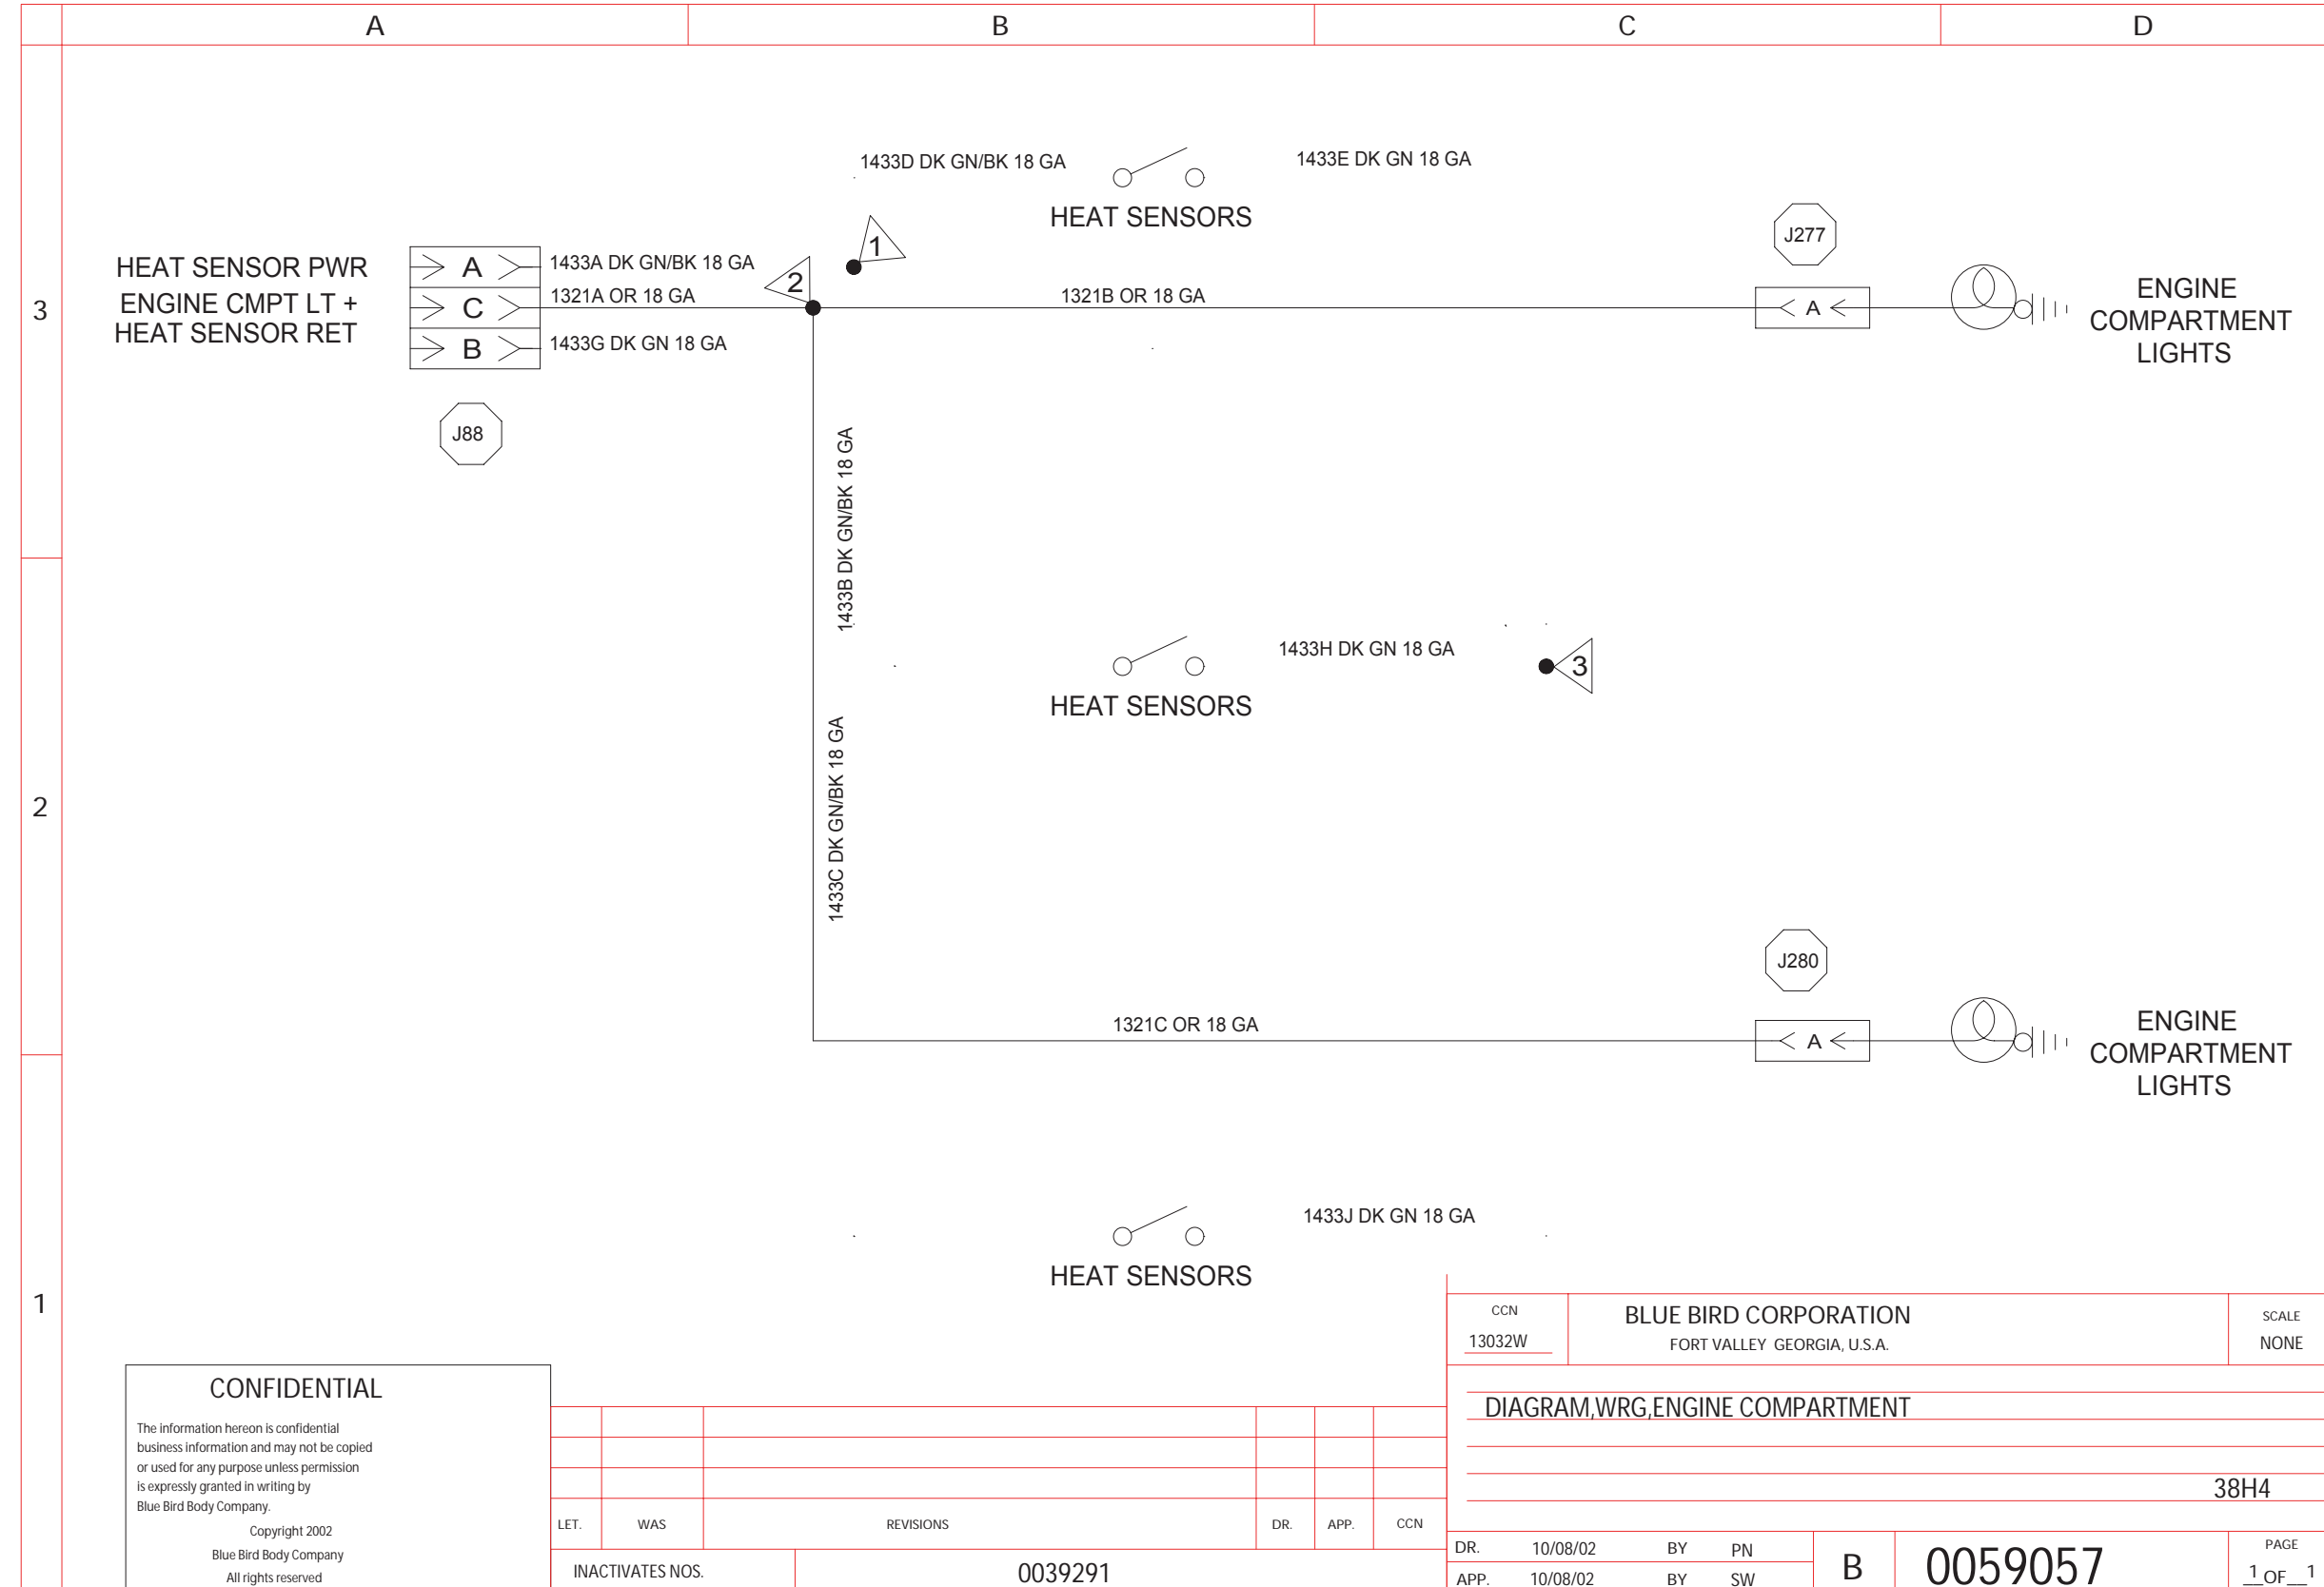 A
B
C
D
3
2
1
1433D DK GN/BK 18 GA
1433E DK GN 18 GA
HEAT SENSORS
J277
1
2
HEAT SENSOR PWR
ENGINE CMPT LT +
HEAT SENSOR RET
A
C
B
1433A DK GN/BK 18 GA
1321A OR 18 GA
1433G DK GN 18 GA
1321B OR 18 GA
A
ENGINE
COMPARTMENT
LIGHTS
J88
1433B DK GN/BK 18 GA
1433H DK GN 18 GA
3
HEAT SENSORS
1433C DK GN/BK 18 GA
J280
1321C OR 18 GA
A
ENGINE
COMPARTMENT
LIGHTS
1433J DK GN 18 GA
HEAT SENSORS
CCN
13032W
BLUE BIRD CORPORATION
FORT VALLEY GEORGIA, U.S.A.
SCALE
NONE
DIAGRAM,WRG,ENGINE COMPARTMENT
38H4
CONFIDENTIAL
The information hereon is confidential
business information and may not be copied
or used for any purpose unless permission
is expressly granted in writing by
Blue Bird Body Company.
Copyright 2002
Blue Bird Body Company
All rights reserved
LET. WAS REVISIONS DR. APP. CCN
INACTIVATES NOS. 0039291
DR. 10/08/02 BY PN
APP. 10/08/02 BY SW
B
0059057
PAGE
1 OF 1